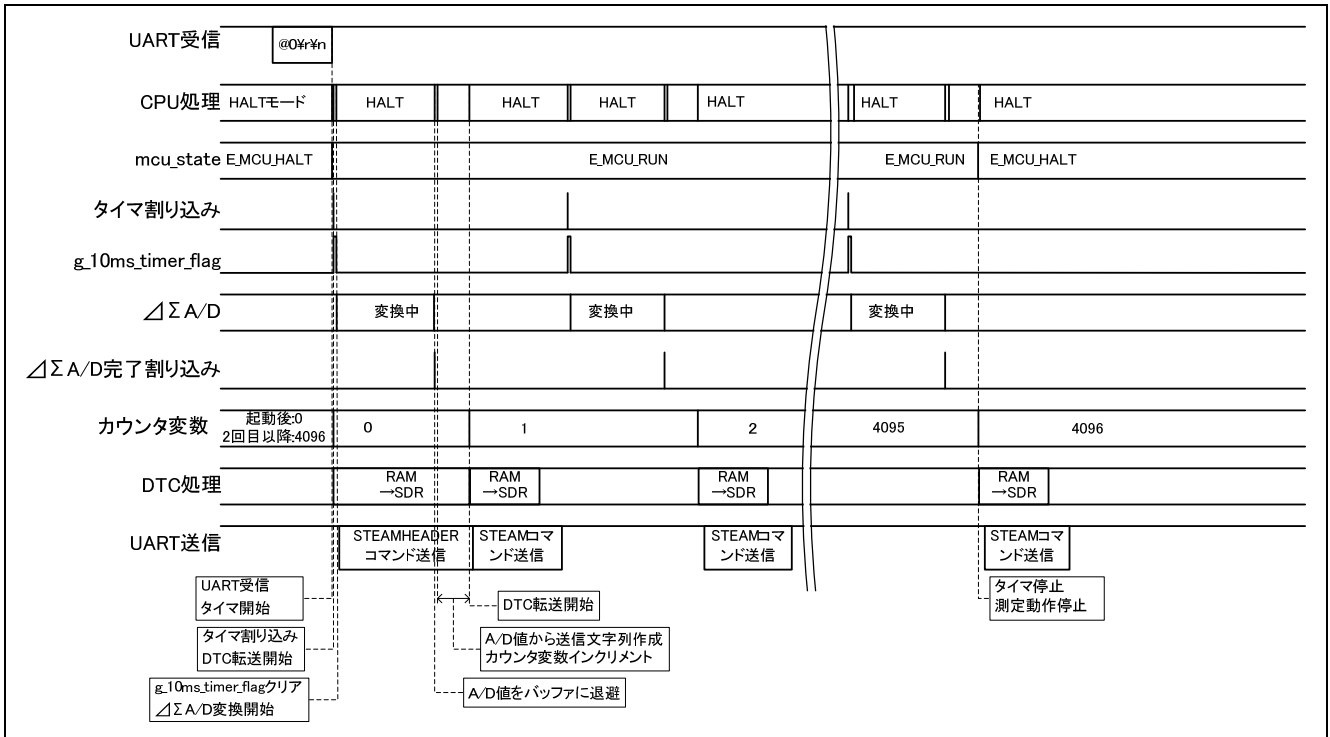 UART受信
@0¥r¥n
CPU処理 HALTモード HALT HALT HALT HALT HALT HALT
mcu_state E_MCU_HALT E_MCU_RUN E_MCU_RUN E_MCU_HALT
タイマ割り込み
g_10ms_timer_flag
⊿Σ A/D 変換中 変換中 変換中
⊿Σ A/D完了割り込み
カウンタ変数 起動後:0 0 1 2 4095 4096
2回目以降:4096
DTC処理 RAM RAM RAM RAM
→SDR →SDR →SDR →SDR
UART送信 STEAMHEADER STEAMコマ STEAMコマ STEAMコマ
コマンド送信 ンド送信 ンド送信 ンド送信
UART受信
タイマ開始
DTC転送開始
タイマ停止
測定動作停止
タイマ割り込み
DTC転送開始
A/D値から送信文字列作成
カウンタ変数インクリメント
g_10ms_timer_flagクリア
⊿Σ A/D変換開始
A/D値をバッファに退避